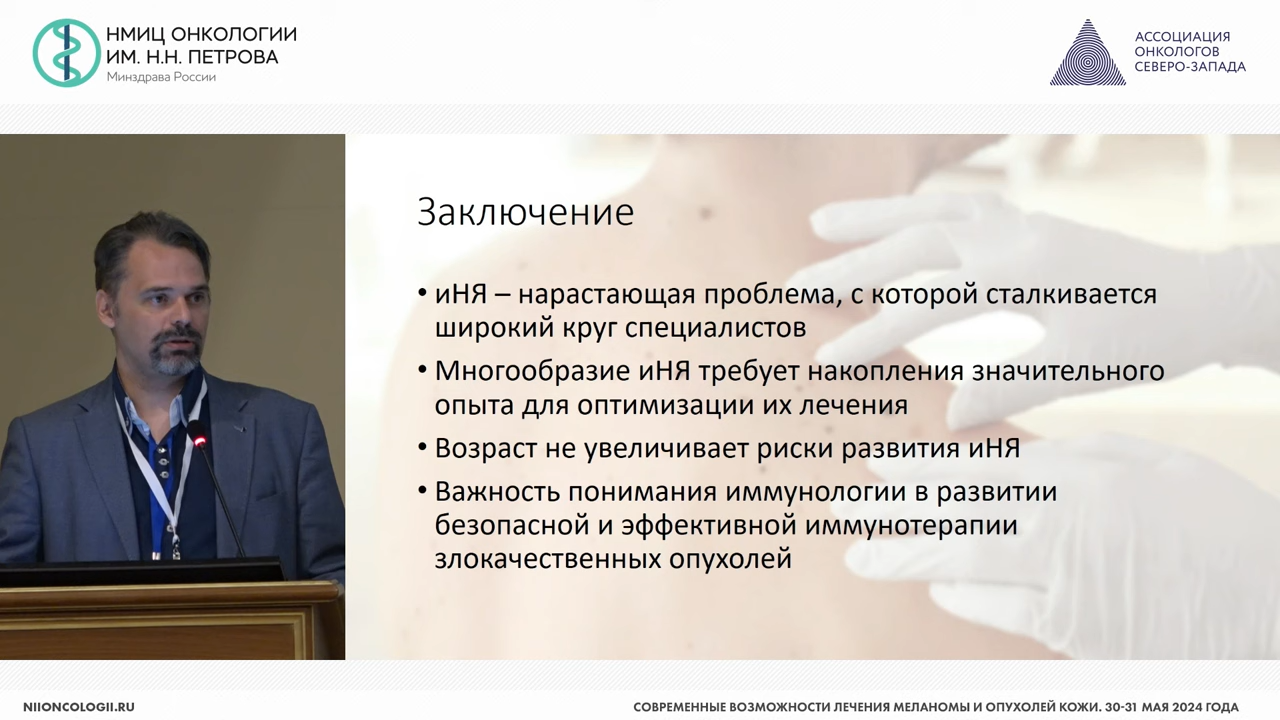 НМИЦ ОНКОЛОГИИ
ИМ. Н.Н. ПЕТРОВА
Минздрава России
АССОЦИАЦИЯ
ОНКОЛОГОВ
СЕВЕРО-ЗАПАДА
Заключение
• иНЯ – нарастающая проблема, с которой сталкивается
широкий круг специалистов
• Многообразие иНЯ требует накопления значительного
опыта для оптимизации их лечения
• Возраст не увеличивает риски развития иНЯ
• Важность понимания иммунологии в развитии
безопасной и эффективной иммунотерапии
злокачественных опухолей
NIIONCOLOGII.RU
СОВРЕМЕННЫЕ ВОЗМОЖНОСТИ ЛЕЧЕНИЯ МЕЛАНОМЫ И ОПУХОЛЕЙ КОЖИ. 30-31 МАЯ 2024 ГОДА